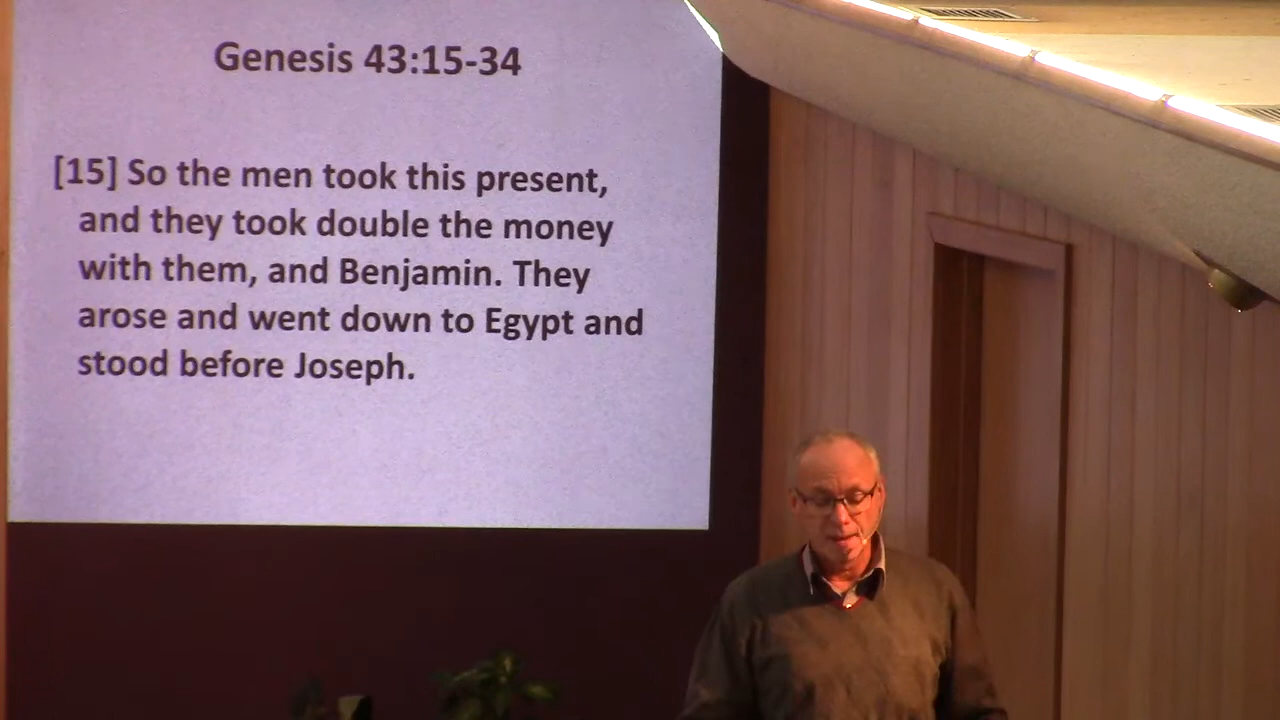 Genesis 43:15-34
[15] So the men took this present,
and they took double the money
with them, and Benjamin. They
arose and went down to Egypt and
stood before Joseph.